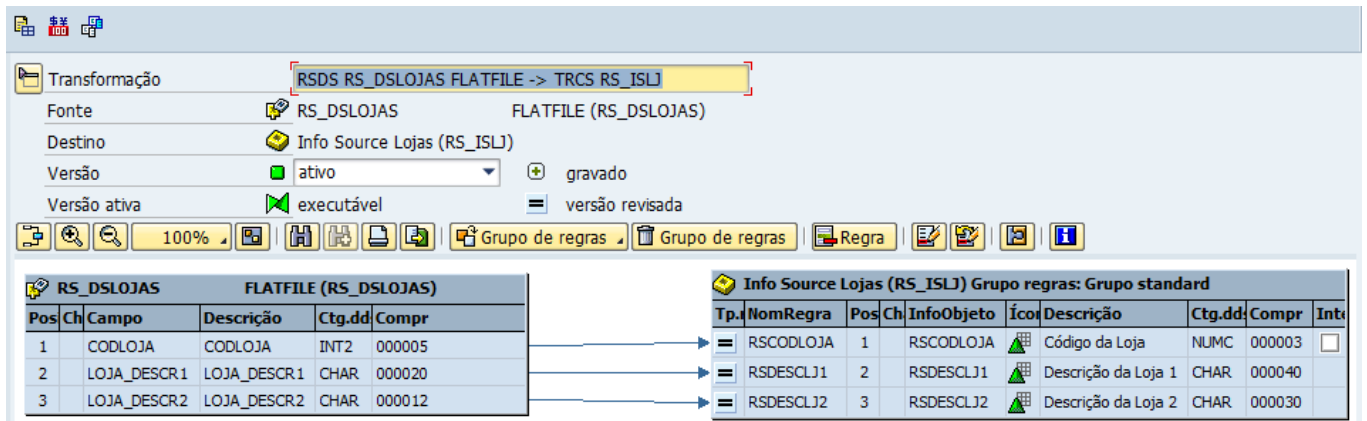 Transformação RSDS RS_DSLOJAS FLATFILE -> TRCS RS_ISLJ
Fonte RS_DSLOJAS FLATFILE (RS_DSLOJAS)
Destino Info Source Lojas (RS_ISLJ)
Versão ativo gravado
Versão ativa executável versão revisada
100% Grupo de regras Grupo de regras Regra
RS_DSLOJAS FLATFILE (RS_DSLOJAS)
Pos Ch Campo Descrição Ctg.dd Compr
1 CODLOJA CODLOJA INT2 000005
2 LOJA_DESCR1 LOJA_DESCR1 CHAR 000020
3 LOJA_DESCR2 LOJA_DESCR2 CHAR 000012
Info Source Lojas (RS_ISLJ) Grupo regras: Grupo standard
Tp.r NomRegra Pos Ch InfoObjeto Ícor Descrição Ctg.dd Compr Inte
= RSCODLOJA 1 RSCODLOJA Código da Loja NUMC 000003
= RSDESCLJ1 2 RSDESCLJ1 Descrição da Loja 1 CHAR 000040
= RSDESCLJ2 3 RSDESCLJ2 Descrição da Loja 2 CHAR 000030